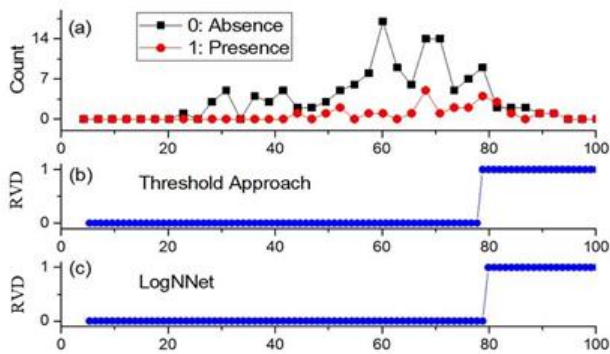 (a)
0: Absence
1: Presence
Count
14
7
0
0 20 40 60 80 100
(b)
Threshold Approach
RVD
1
0
0 20 40 60 80 100
(c)
LogNNet
RVD
1
0
0 20 40 60 80 100